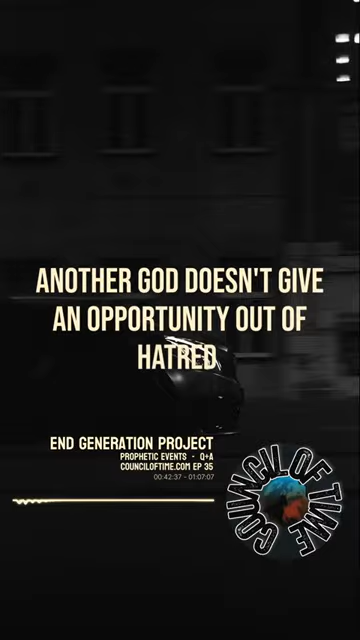 ANOTHER GOD DOESN'T GIVE
AN OPPORTUNITY OUT OF
HATRED
END GENERATION PROJECT
PROPHETIC EVENTS - Q+A
COUNCILOFTIME.COM EP 35
00:42:37 - 01:07:07
COUNCIL OF TIME